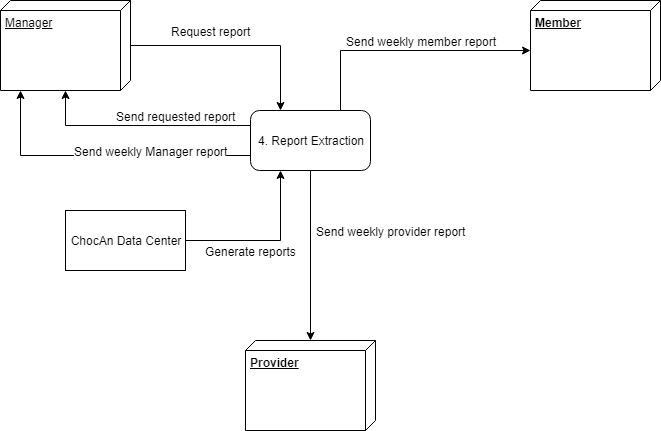 Manager
Request report
Send weekly member report
Member
Send requested report
4. Report Extraction
Send weekly Manager report
ChocAn Data Center
Generate reports
Send weekly provider report
Provider